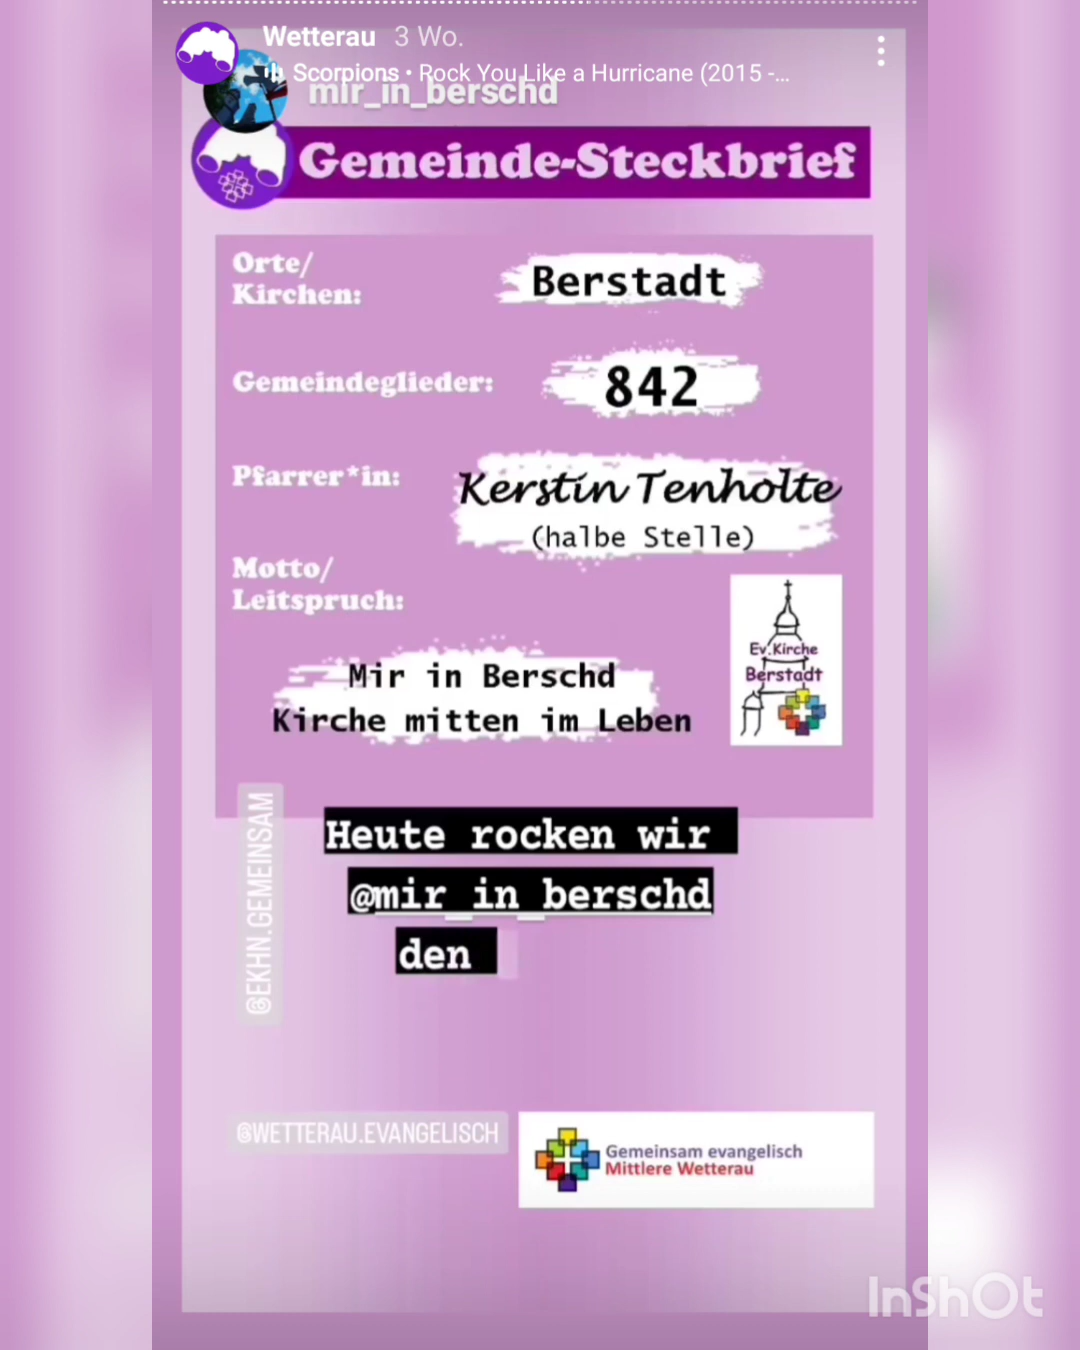 Wetterau 3 Wo.
Scorpions • Rock You Like a Hurricane (2015 -...
mir_in_berschd
Gemeinde-Steckbrief
Orte/
Kirchen:
Berstadt
Gemeindeglieder:
842
Pfarrer*in:
Kerstin Tenholte
(halbe Stelle)
Motto/
Leitspruch:
Mir in Berschd
Kirche mitten im Leben
Ev.Kirche
Berstadt
Heute rocken wir
@mir_in_berschd
den
@EKHN.GEMEINSAM
@WETTERAU.EVANGELISCH
Gemeinsam evangelisch
Mittlere Wetterau
InShOt